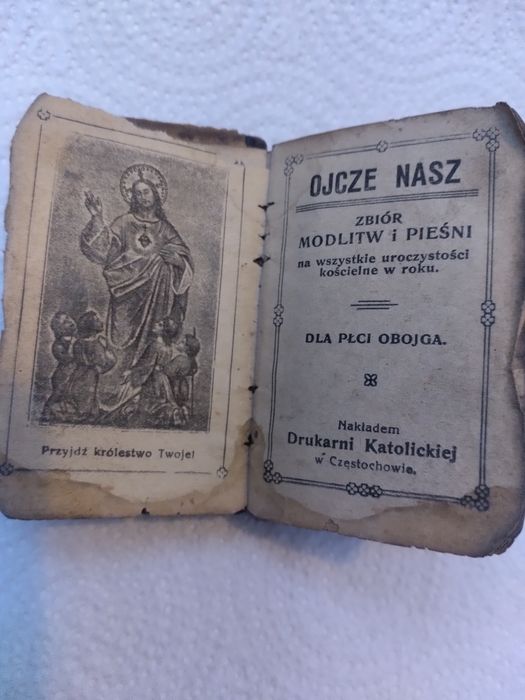 Przyjdź królestwo Twoje!
OJCZE NASZ
ZBIÓR
MODLITW i PIEŚNI
na wszystkie uroczystości
kościelne w roku.
DLA PŁCI OBOJGA.
Nakładem
Drukarni Katolickiej
w Częstochowie.